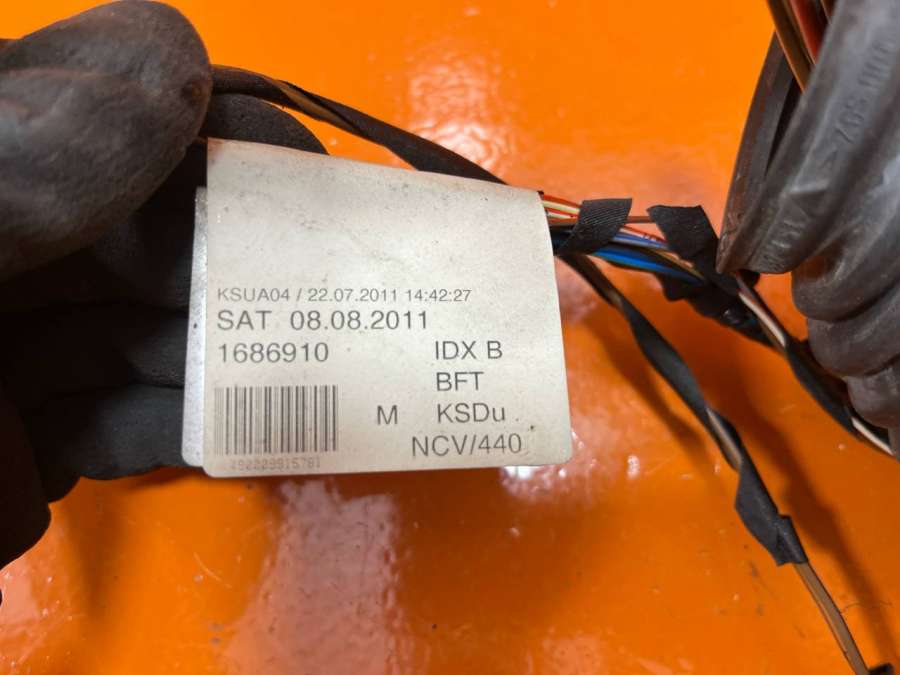 KSUA04 / 22.07.2011 14:42:27
SAT 08.08.2011
1686910 IDX B
BFT
M KSDu
NCV/440